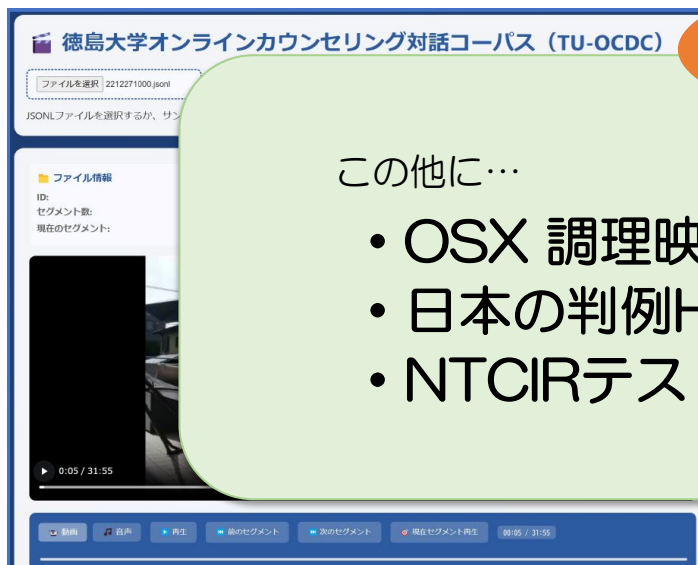 徳島大学オンラインカウンセリング対話コーパス（TU-OCDC）
ファイルを選択 2212271000.jsonl
JSONLファイルを選択するか、サン
ファイル情報
ID:
セグメント数:
現在のセグメント:
この他に…
• OSX 調理映
• 日本の判例
• NTCIRテス
0:05 / 31:55
動画 音声 再生 前のセグメント 次のセグメント 現在セグメント再生 00:05 / 31:55